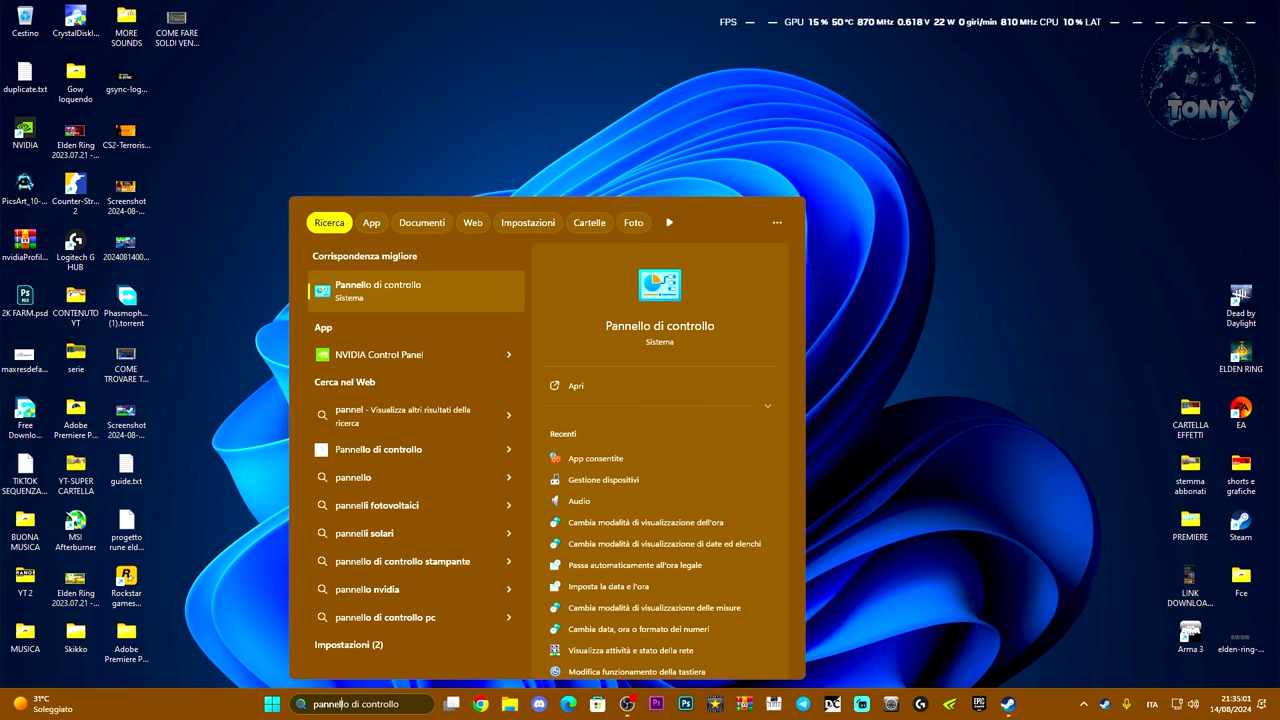 FPS — — GPU 15 % 50 °C 870 MHz 0.618 V 22 W 0 giri/min 810 MHz CPU 10 % LAT — — — — — — —
TONY
Cestino
CrystalDiskI...
MORE SOUNDS
COME FARE SOLDI VEN...
duplicate.txt
Gow loquendo
gsync-log...
NVIDIA
Elden Ring 2023.07.21 -...
CS2-Terroris...
PicsArt_10-...
Counter-Str... 2
Screenshot 2024-08-...
nvidiaProfil...
Logitech G HUB
2024081400...
2K FARM.psd
CONTENUTO YT
Phasmoph... (1).torrent
maxresdefa...
serie
COME TROVARE T...
Free Downlo...
Adobe Premiere P...
Screenshot 2024-08-...
TIKTOK SEQUENZA...
YT-SUPER CARTELLA
guide.txt
BUONA MUSICA
MSI Afterburner
progetto rune eld...
YT 2
Elden Ring 2023.07.21 -...
Rockstar games...
MUSICA
Skikko
Adobe Premiere P...
Ricerca
App
Documenti
Web
Impostazioni
Cartelle
Foto
Corrispondenza migliore
Pannello di controllo
Sistema
App
NVIDIA Control Panel
Cerca nel Web
pannel - Visualizza altri risultati della
ricerca
Pannello di controllo
pannello
pannelli fotovoltaici
pannelli solari
pannello di controllo stampante
pannello nvidia
pannello di controllo pc
Impostazioni (2)
Pannello di controllo
Sistema
Apri
Recenti
App consentite
Gestione dispositivi
Audio
Cambia modalità di visualizzazione dell'ora
Cambia modalità di visualizzazione di date ed elenchi
Passa automaticamente all'ora legale
Imposta la data e l'ora
Cambia modalità di visualizzazione delle misure
Cambia data, ora o formato dei numeri
Visualizza attività e stato della rete
Modifica funzionamento della tastiera
Dead by Daylight
ELDEN RING
CARTELLA EFFETTI
EA
stemma abbonati
shorts e grafiche
PREMIERE
Steam
LINK DOWNLOA...
Fce
Arma 3
elden-ring-...
31°C
Soleggiato
pannello di controllo
ITA
21:35:01
14/08/2024